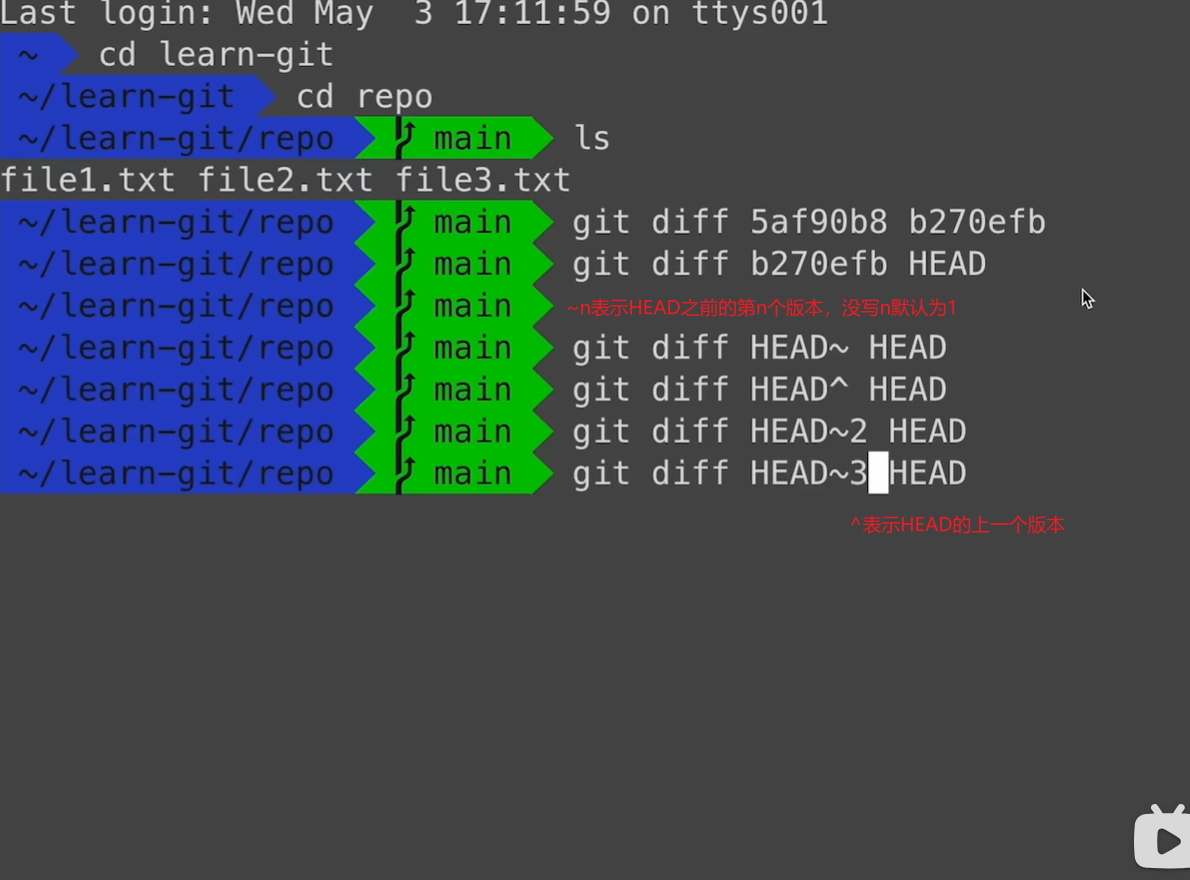 Last login: Wed May  3 17:11:59 on ttys001
~ cd learn-git
~/learn-git cd repo
~/learn-git/repo main ls
file1.txt file2.txt file3.txt
~/learn-git/repo main git diff 5af90b8 b270efb
~/learn-git/repo main git diff b270efb HEAD
~/learn-git/repo main ~n表示HEAD之前的第n个版本，没写n默认为1
~/learn-git/repo main git diff HEAD~ HEAD
~/learn-git/repo main git diff HEAD^ HEAD
~/learn-git/repo main git diff HEAD~2 HEAD
~/learn-git/repo main git diff HEAD~3 HEAD
^表示HEAD的上一个版本